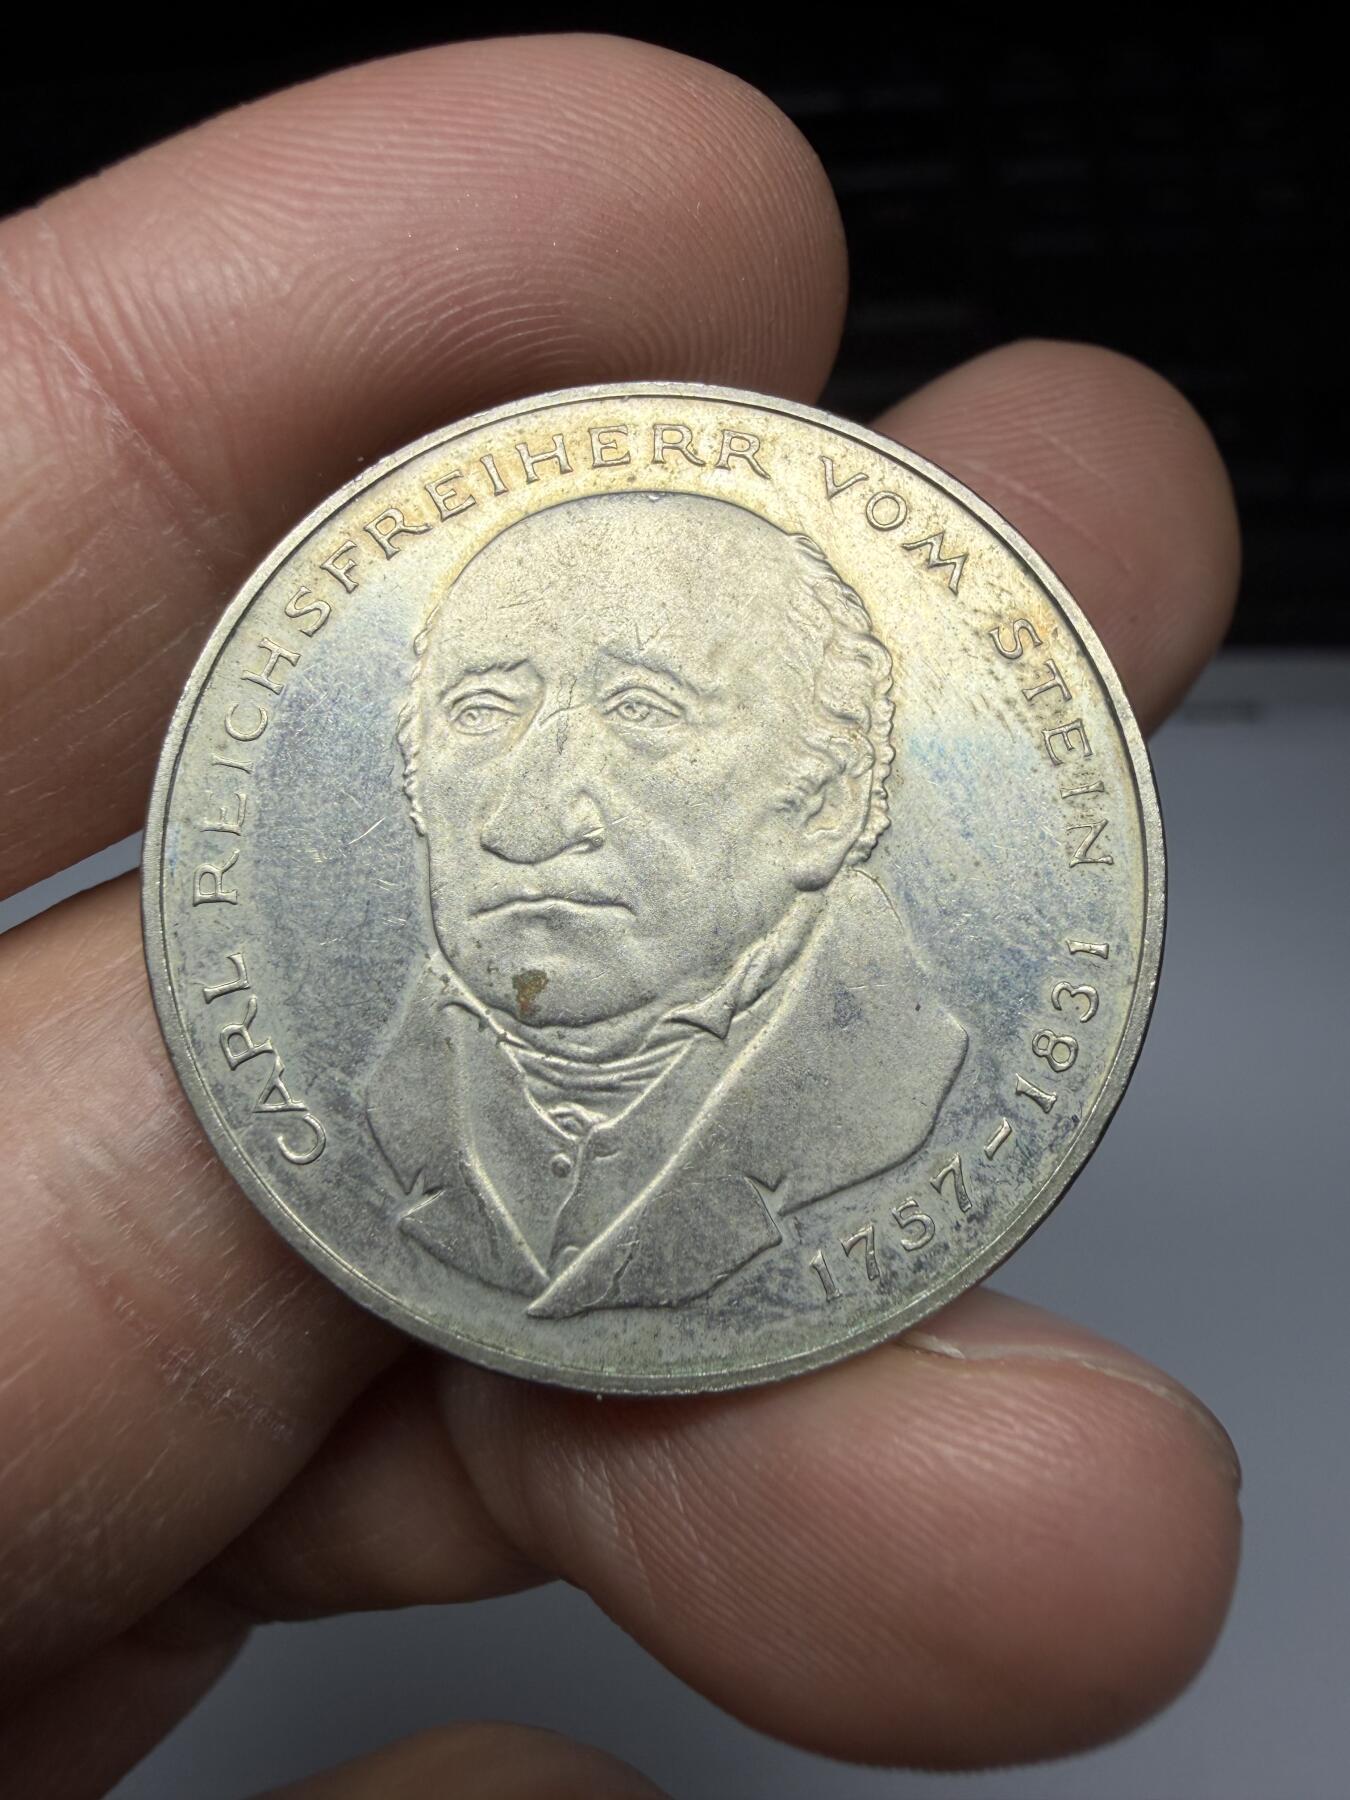 CARL REICHSFREIHERR VOM STEIN
1757-1831